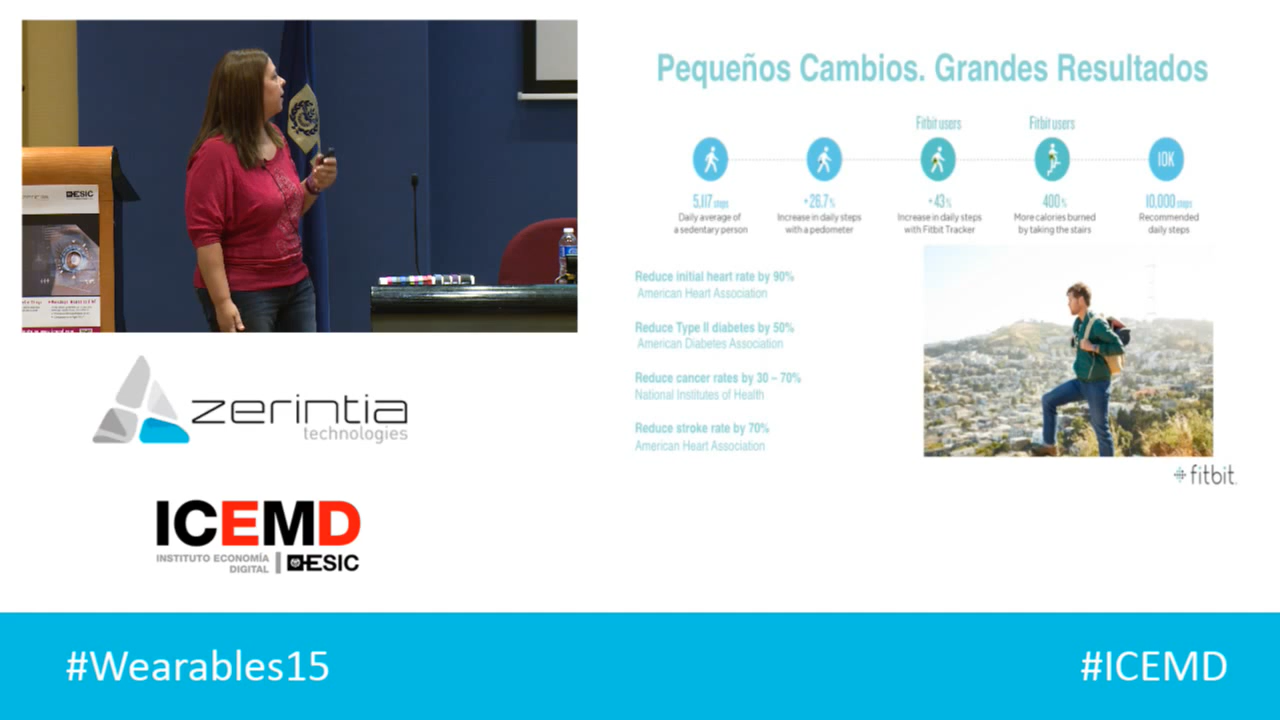 ESIC
Pequeños Cambios. Grandes Resultados
Fitbit users
Fitbit users
10K
5,117 steps
Daily average of
a sedentary person
+26.7%
Increase in daily steps
with a pedometer
+43%
Increase in daily steps
with Fitbit Tracker
400%
More calories burned
by taking the stairs
10,000 steps
Recommended
daily steps
Reduce initial heart rate by 90%
American Heart Association
Reduce Type II diabetes by 50%
American Diabetes Association
Reduce cancer rates by 30 – 70%
National Institutes of Health
Reduce stroke rate by 70%
American Heart Association
fitbit
zerintia
technologies
ICEMD
INSTITUTO ECONOMÍA
DIGITAL
ESIC
#Wearables15
#ICEMD